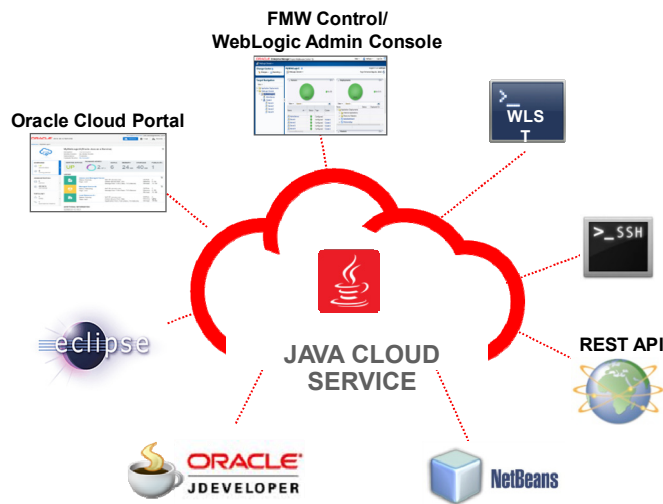 FMW Control/
WebLogic Admin Console
Oracle Cloud Portal
>_
WLS
T
>_SSH
eclipse
REST API
JAVA CLOUD
SERVICE
ORACLE
JDEVELOPER
NetBeans